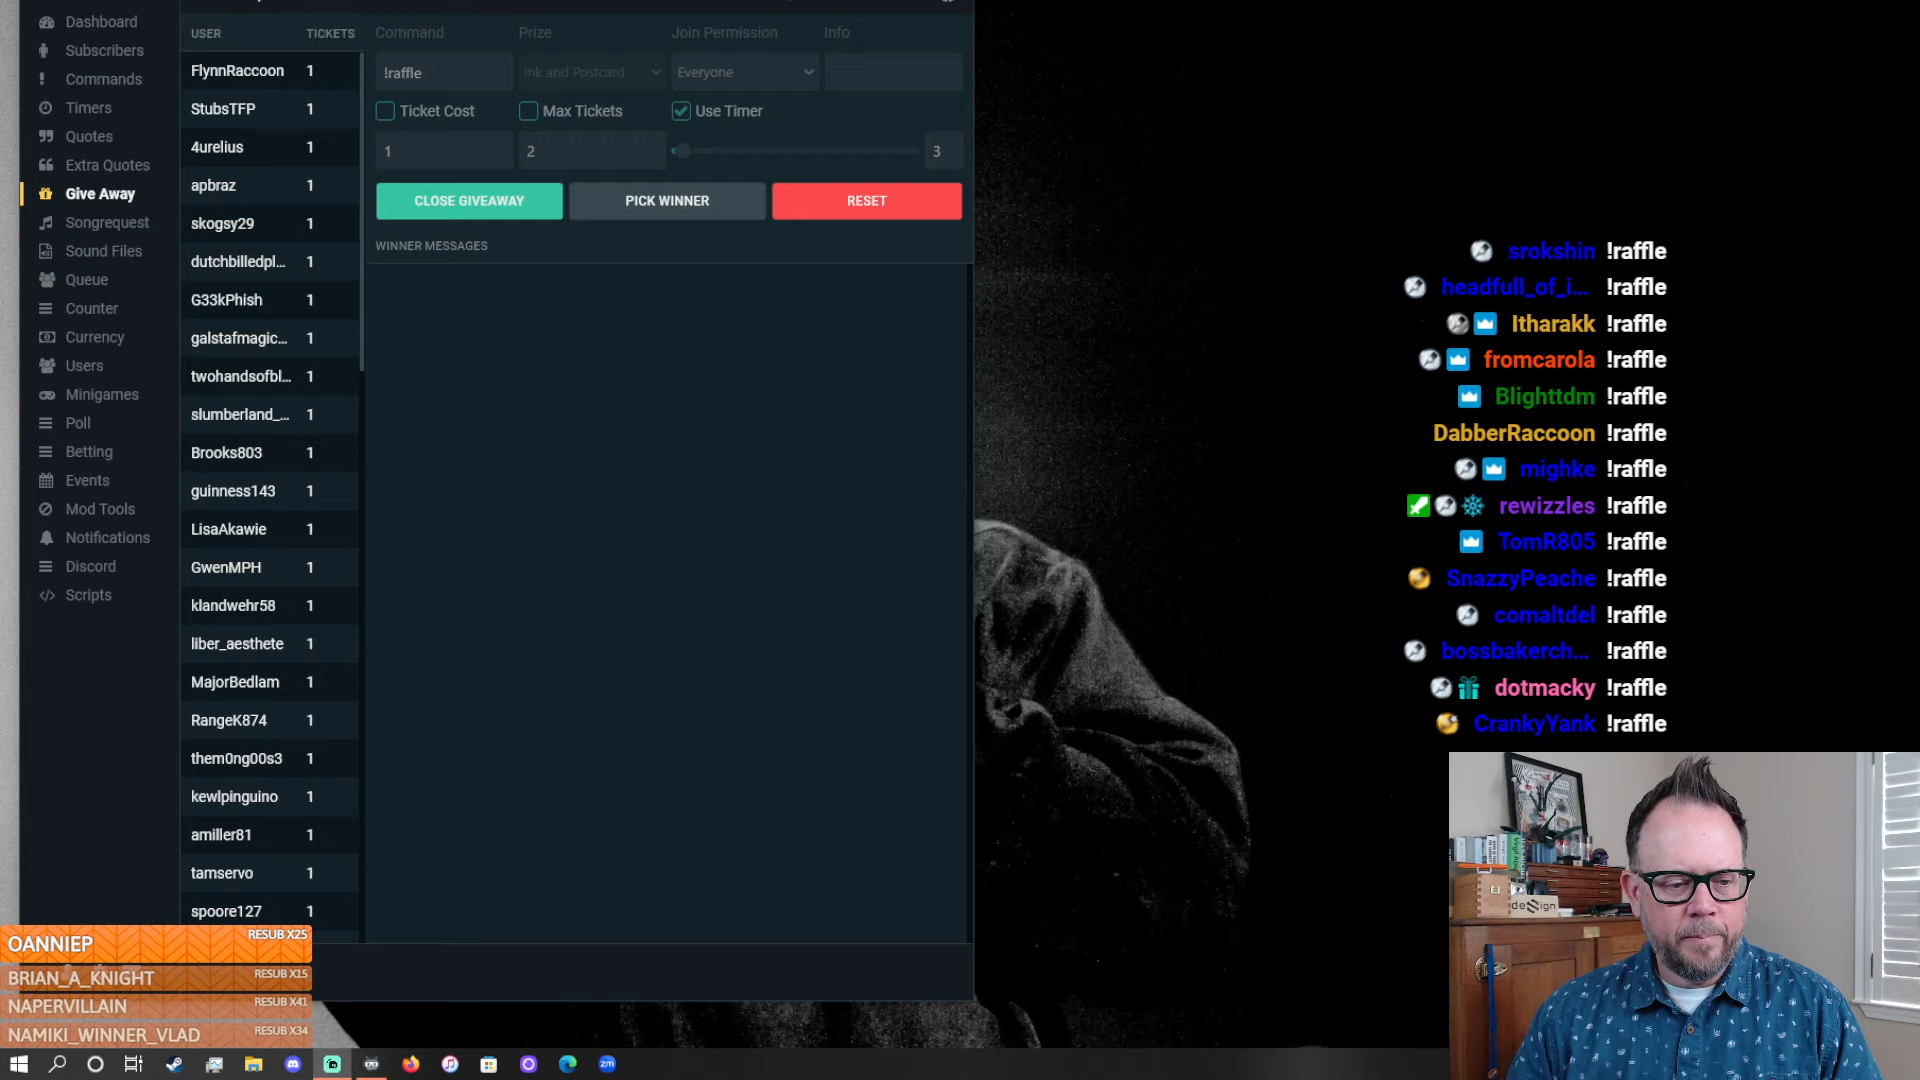 Dashboard
Subscribers
Commands
Timers
Quotes
Extra Quotes
Give Away
Songrequest
Sound Files
Queue
Counter
Currency
Users
Minigames
Poll
Betting
Events
Mod Tools
Notifications
Discord
Scripts
USER TICKETS
FlynnRaccoon 1
StubsTFP 1
4urelius 1
apbraz 1
skogsy29 1
dutchbilledpl... 1
G33kPhish 1
galstafmagic... 1
twohandsofbl... 1
slumberland_... 1
Brooks803 1
guinness143 1
LisaAkawie 1
GwenMPH 1
klandwehr58 1
liber_aesthete 1
MajorBedlam 1
RangeK874 1
them0ng00s3 1
kewlpinguino 1
amiller81 1
tamservo 1
spoore127 1
Command Prize Join Permission Info
!raffle Ink and Postcard Everyone
Ticket Cost Max Tickets Use Timer
1 2 3
CLOSE GIVEAWAY PICK WINNER RESET
WINNER MESSAGES
srokshin !raffle
headfull_of_i... !raffle
Itharakk !raffle
fromcarola !raffle
Blighttdm !raffle
DabberRaccoon !raffle
mighke !raffle
rewizzles !raffle
TomR805 !raffle
SnazzyPeache !raffle
comaltdel !raffle
bossbakerch... !raffle
dotmacky !raffle
CrankyYank !raffle
OANNIEP RESUB X25
BRIAN_A_KNIGHT RESUB X15
NAPERVILLAIN RESUB X41
NAMIKI_WINNER_VLAD RESUB X34
zm